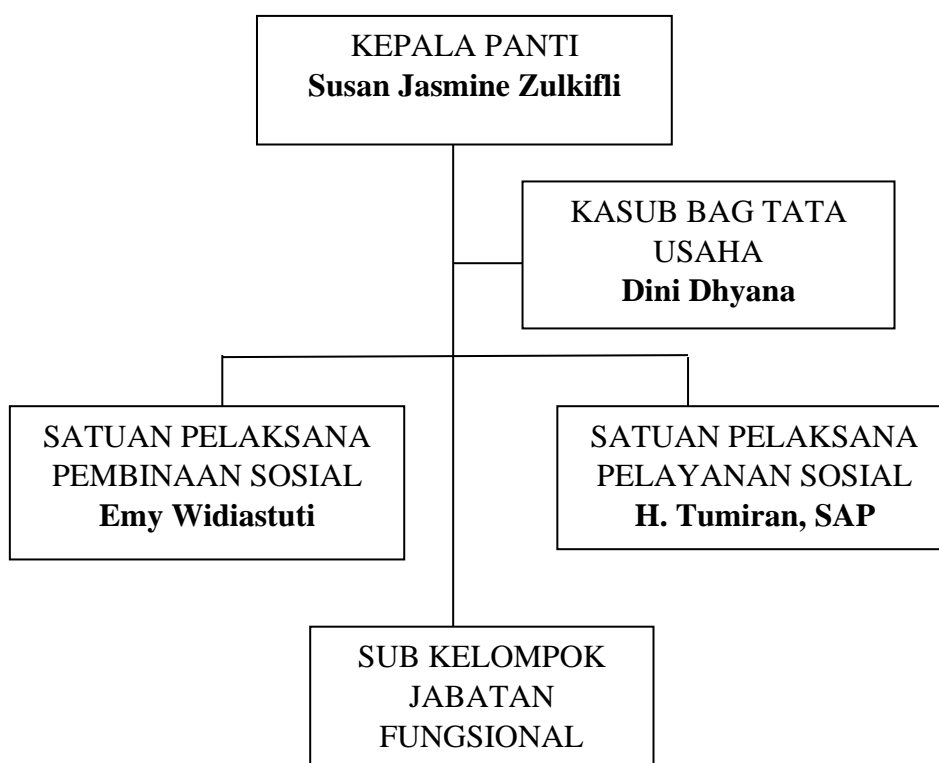 KEPALA PANTI
Susan Jasmine Zulkifli
KASUB BAG TATA
USAHA
Dini Dhyana
SATUAN PELAKSANA
PEMBINAAN SOSIAL
Emy Widiastuti
SATUAN PELAKSANA
PELAYANAN SOSIAL
H. Tumiran, SAP
SUB KELOMPOK
JABATAN
FUNGSIONAL